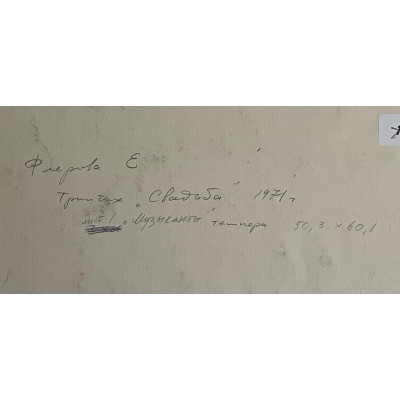 Флерова Е
Триптих „Свадьба" 1971 г
лист 1 „Музыканты" темпера 50,3 × 60,1